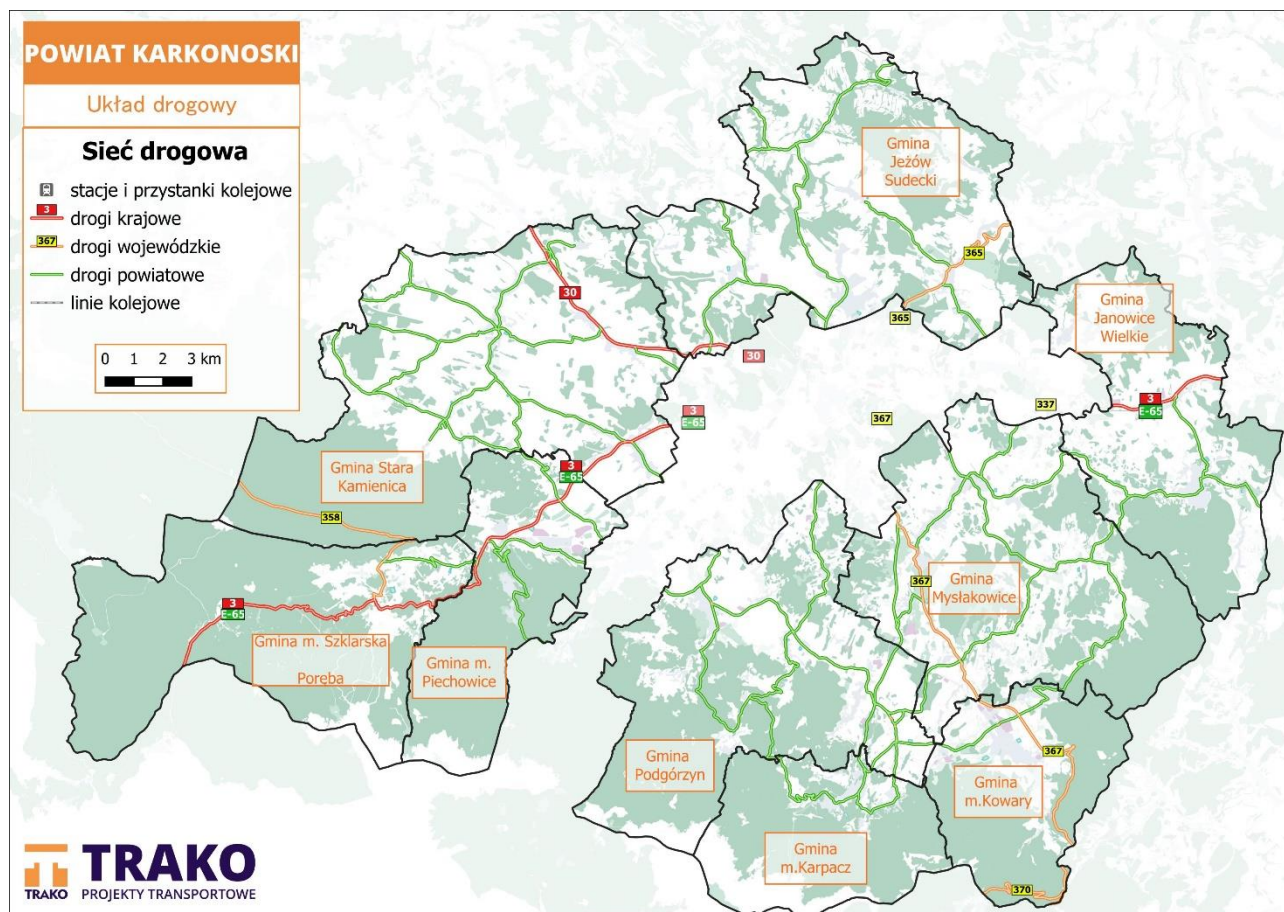 POWIAT KARKONOSKI
Układ drogowy
Sieć drogowa
stacje i przystanki kolejowe
3
drogi krajowe
367
drogi wojewódzkie
drogi powiatowe
linie kolejowe
0 1 2 3 km
Gmina
Jeżów
Sudecki
365
365
Gmina
Janowice
Wielkie
30
30
3
E-65
3
E-65
367
337
Gmina Stara
Kamienica
3
E-65
358
367
Gmina
Mysłakowice
3
E-65
Gmina m. Szklarska
Poręba
Gmina m.
Piechowice
Gmina
Podgórzyn
367
Gmina
m.Kowary
Gmina
m.Karpacz
370
TRAKO
TRAKO
PROJEKTY TRANSPORTOWE